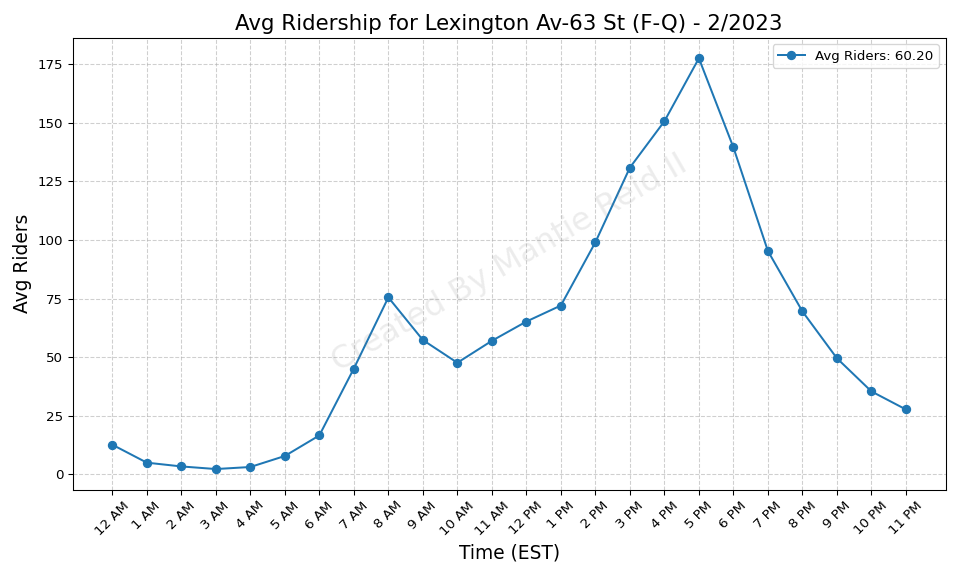 Avg Ridership for Lexington Av-63 St (F-Q) - 2/2023
Avg Riders: 60.20
175
150
125
100
75
50
25
0
Avg Riders
Created By Mantle Reid II
12 AM
1 AM
2 AM
3 AM
4 AM
5 AM
6 AM
7 AM
8 AM
9 AM
10 AM
11 AM
12 PM
1 PM
2 PM
3 PM
4 PM
5 PM
6 PM
7 PM
8 PM
9 PM
10 PM
11 PM
Time (EST)